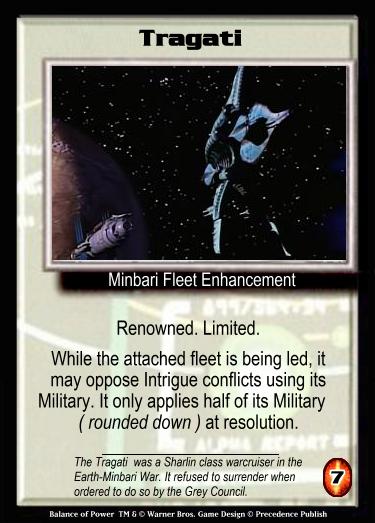 Tragati
Minbari Fleet Enhancement
Renowned. Limited.
While the attached fleet is being led, it
may oppose Intrigue conflicts using its
Military. It only applies half of its Military
( rounded down ) at resolution.
The Tragati was a Sharlin class warcruiser in the
Earth-Minbari War. It refused to surrender when
ordered to do so by the Grey Council.
7
Balance of Power TM & © Warner Bros. Game Design © Precedence Publish